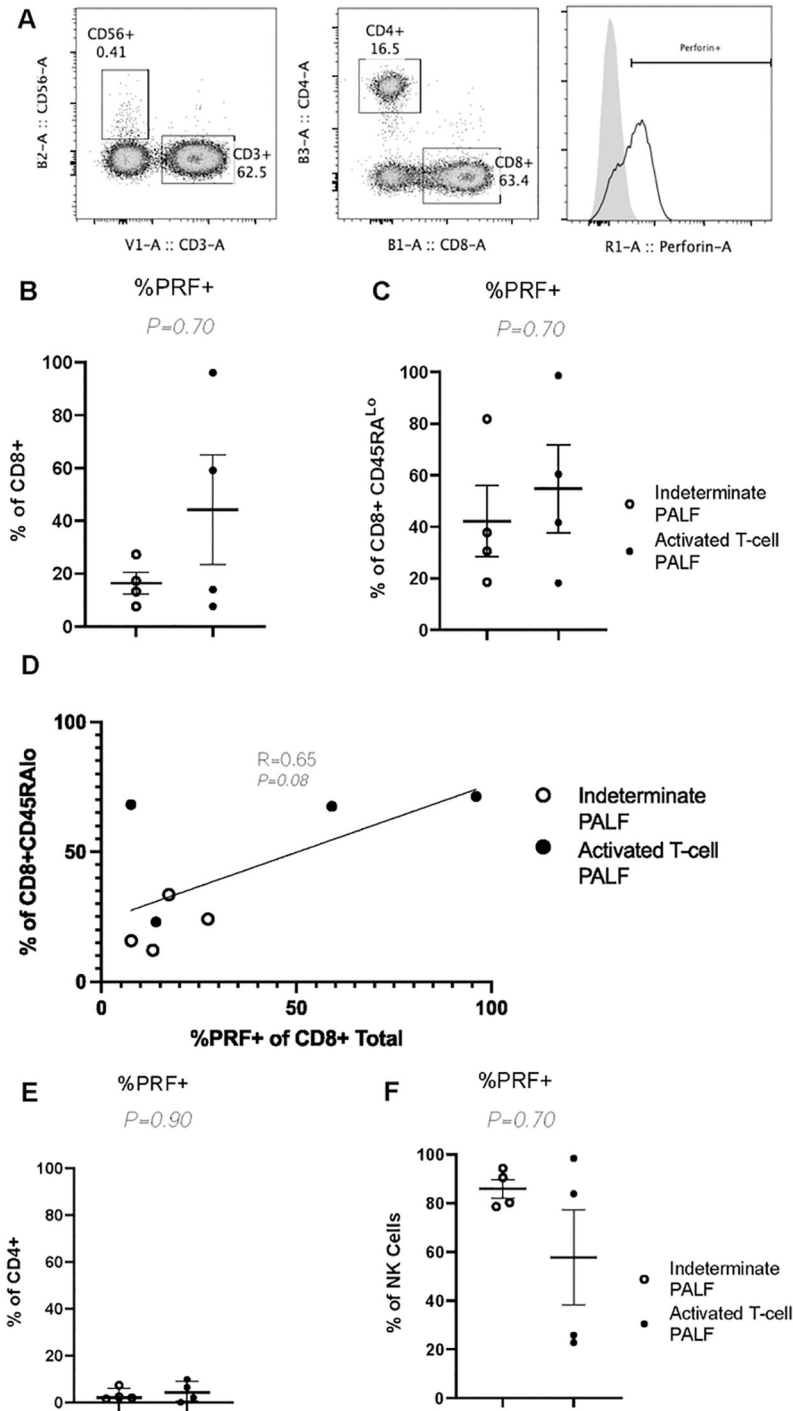 A
CD56+
0.41
CD3+
62.5
B2-A :: CD56-A
V1-A :: CD3-A
CD4+
16.5
CD8+
63.4
B3-A :: CD4-A
B1-A :: CD8-A
Perforin+
R1-A :: Perforin-A
B
%PRF+
P=0.70
% of CD8+
100
80
60
40
20
0
C
%PRF+
P=0.70
% of CD8+ CD45RA^Lo
100
80
60
40
20
0
Indeterminate
PALF
Activated T-cell
PALF
D
% of CD8+CD45RAlo
100
50
0
R=0.65
P=0.08
0
50
100
%PRF+ of CD8+ Total
Indeterminate
PALF
Activated T-cell
PALF
E
%PRF+
P=0.90
% of CD4+
100
80
60
40
20
0
F
%PRF+
P=0.70
% of NK Cells
100
80
60
40
20
0
Indeterminate
PALF
Activated T-cell
PALF